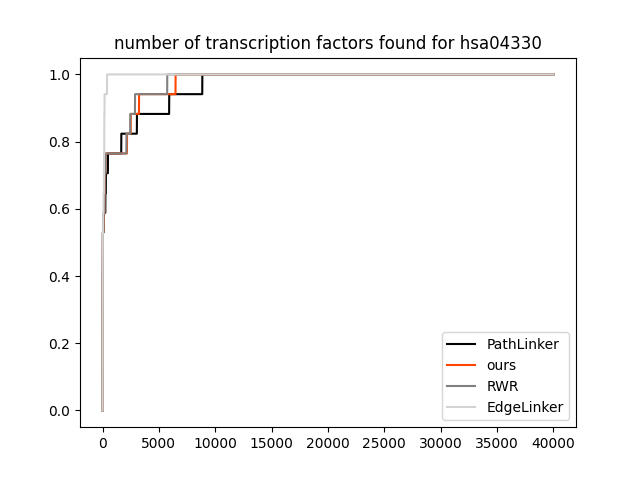 number of transcription factors found for hsa04330
1.0
0.8
0.6
0.4
0.2
0.0
PathLinker
ours
RWR
EdgeLinker
0 5000 10000 15000 20000 25000 30000 35000 40000